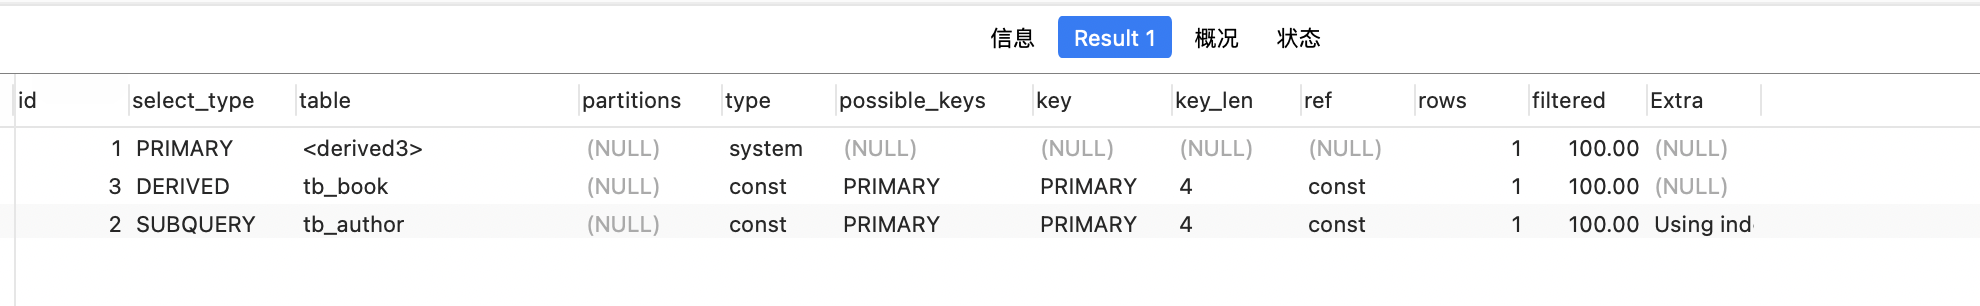 信息 Result 1 概况 状态
id select_type table partitions type possible_keys key key_len ref rows filtered Extra
1 PRIMARY <derived3> (NULL) system (NULL) (NULL) (NULL) (NULL) 1 100.00 (NULL)
3 DERIVED tb_book (NULL) const PRIMARY PRIMARY 4 const 1 100.00 (NULL)
2 SUBQUERY tb_author (NULL) const PRIMARY PRIMARY 4 const 1 100.00 Using ind